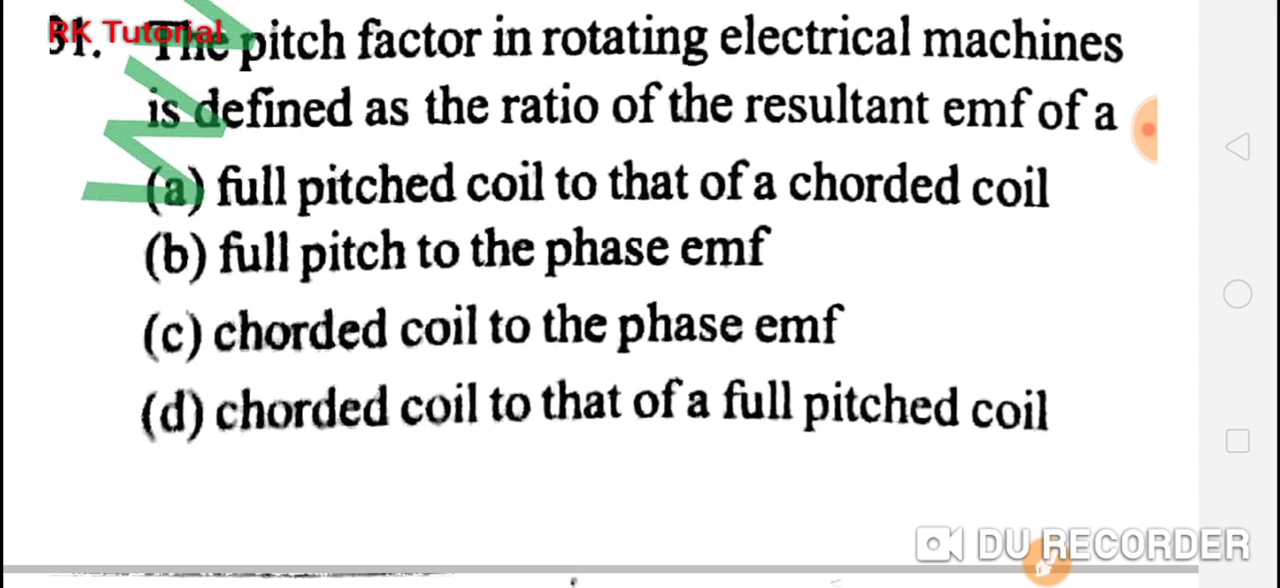 RK Tutorial
31. The pitch factor in rotating electrical machines
is defined as the ratio of the resultant emf of a
(a) full pitched coil to that of a chorded coil
(b) full pitch to the phase emf
(c) chorded coil to the phase emf
(d) chorded coil to that of a full pitched coil
DU RECORDER